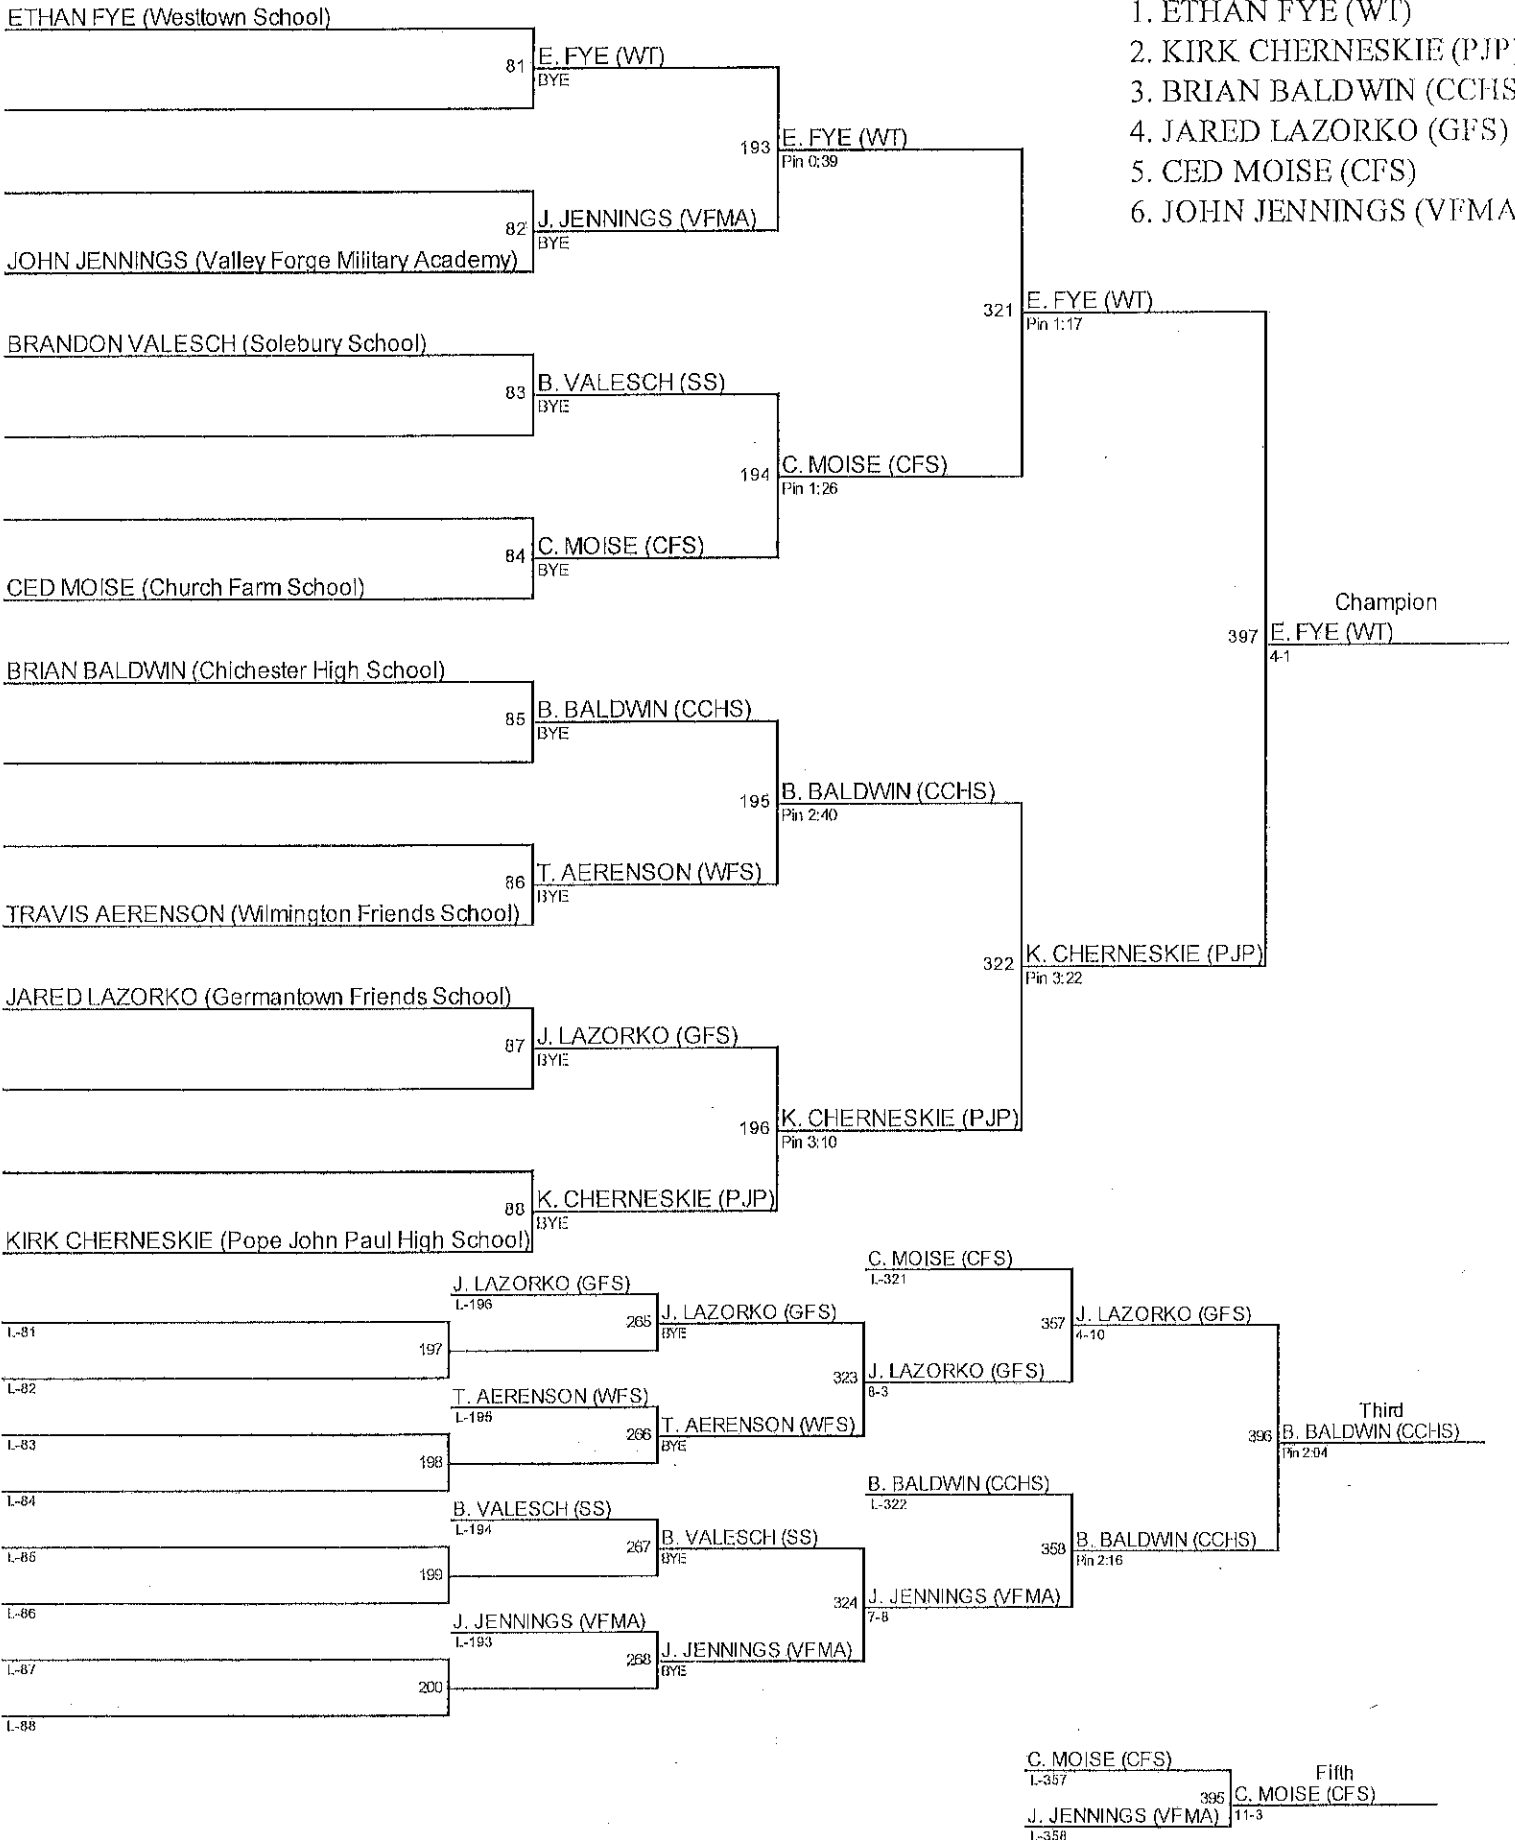 ETHAN FYE (Westtown School)
81 E. FYE (WT)
BYE
193 E. FYE (WT)
Pin 0:39
82 J. JENNINGS (VFMA)
BYE
JOHN JENNINGS (Valley Forge Military Academy)
321 E. FYE (WT)
Pin 1:17
BRANDON VALESCH (Solebury School)
83 B. VALESCH (SS)
BYE
194 C. MOISE (CFS)
Pin 1:26
84 C. MOISE (CFS)
BYE
CED MOISE (Church Farm School)
Champion
397 E. FYE (WT)
4-1
BRIAN BALDWIN (Chichester High School)
85 B. BALDWIN (CCHS)
BYE
195 B. BALDWIN (CCHS)
Pin 2:40
86 T. AERENSON (WFS)
BYE
TRAVIS AERENSON (Wilmington Friends School)
322 K. CHERNESKIE (PJP)
Pin 3:22
JARED LAZORKO (Germantown Friends School)
87 J. LAZORKO (GFS)
BYE
196 K. CHERNESKIE (PJP)
Pin 3:10
88 K. CHERNESKIE (PJP)
BYE
KIRK CHERNESKIE (Pope John Paul High School)
1. ETHAN FYE (WT)
2. KIRK CHERNESKIE (PJP)
3. BRIAN BALDWIN (CCHS
4. JARED LAZORKO (GFS)
5. CED MOISE (CFS)
6. JOHN JENNINGS (VFMA
L-81
197
L-82
L-83
198
L-84
L-85
199
L-86
L-87
200
L-88
J. LAZORKO (GFS)
L-196
265 J. LAZORKO (GFS)
BYE
T. AERENSON (WFS)
L-195
266 T. AERENSON (WFS)
BYE
B. VALESCH (SS)
L-194
267 B. VALESCH (SS)
BYE
J. JENNINGS (VFMA)
L-193
268 J. JENNINGS (VFMA)
BYE
C. MOISE (CFS)
L-321
323 J. LAZORKO (GFS)
8-3
357 J. LAZORKO (GFS)
4-10
B. BALDWIN (CCHS)
L-322
324 J. JENNINGS (VFMA)
7-8
358 B. BALDWIN (CCHS)
Pin 2:16
Third
396 B. BALDWIN (CCHS)
Pin 2:04
C. MOISE (CFS)
L-357
Fifth
395 C. MOISE (CFS)
11-3
J. JENNINGS (VFMA)
L-358